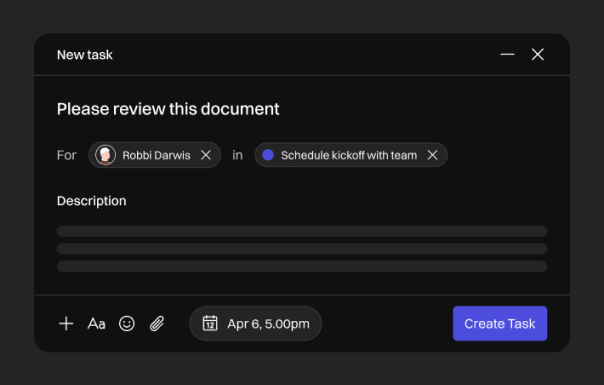 New task
Please review this document
For Robbi Darwis in Schedule kickoff with team
Description
Aa 12 Apr 6, 5.00pm Create Task